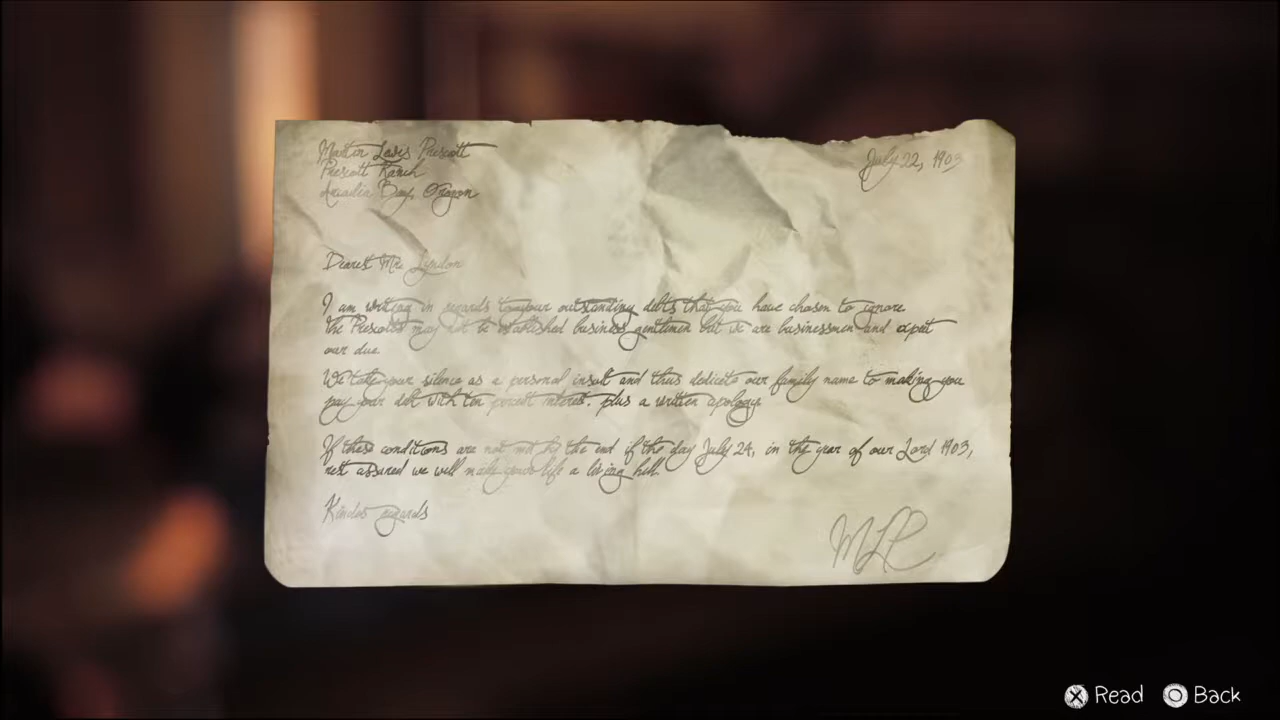 Martin Lewis Prescott
Prescott Ranch
Arcadia Bay, Oregon
July 22, 1903
Dearest Mr. Lyndon
I am writing in regards to your outstanding debts that you have chosen to ignore.
the Prescotts may not be established business gentlemen but we are businessmen and expect
our due.
We take your silence as a personal insult and thus dedicate our family name to making you
pay your debt with ten percent interest, plus a written apology.
If these conditions are not met by the end if the day July 24, in the year of our Lord 1903,
rest assured we will make your life a living hell.
Kindes regards
MLP
Read
Back